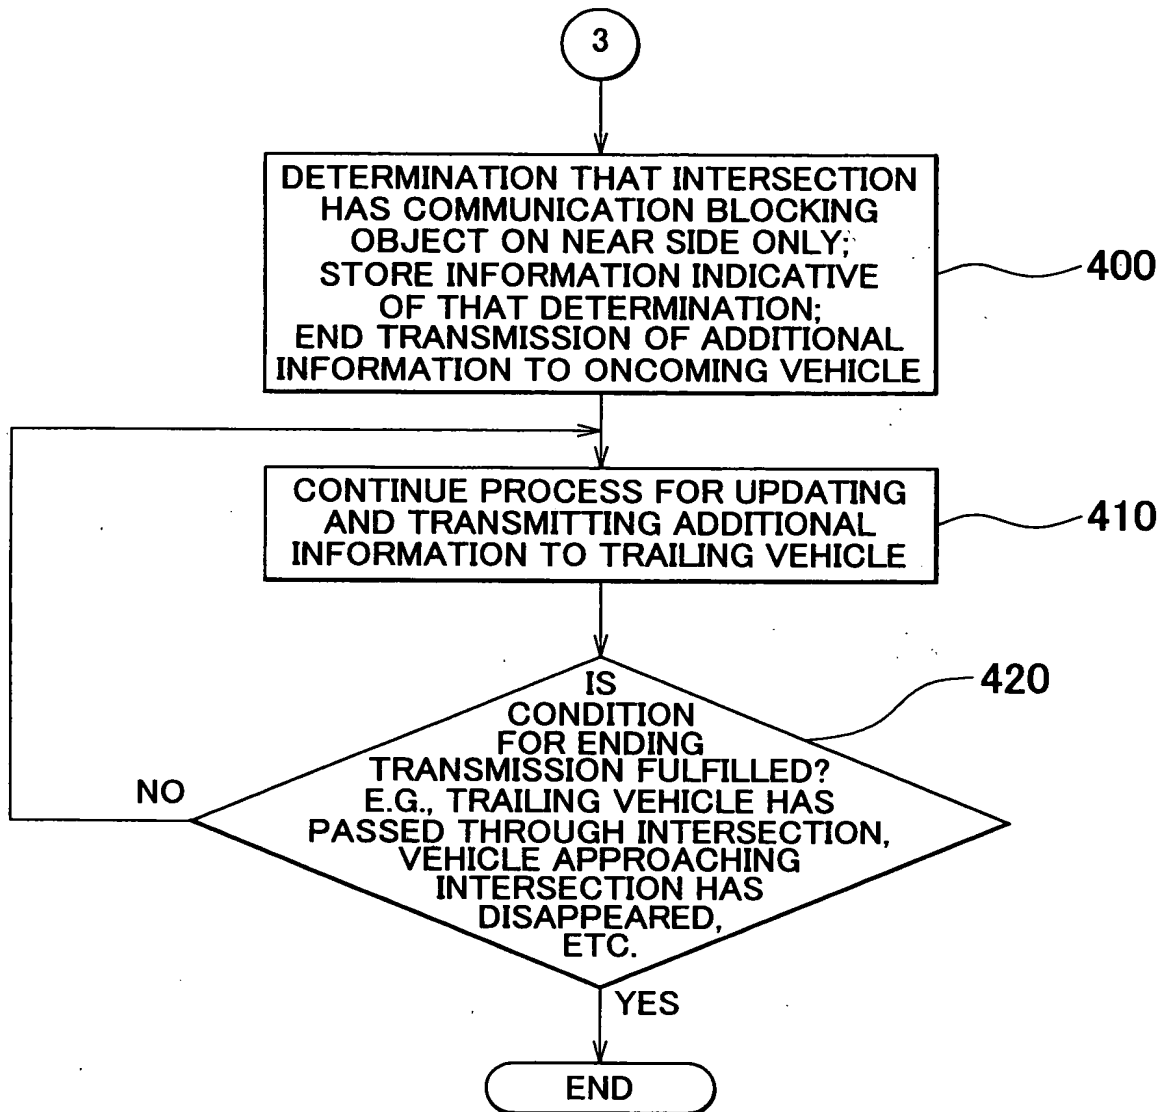 3
DETERMINATION THAT INTERSECTION
HAS COMMUNICATION BLOCKING
OBJECT ON NEAR SIDE ONLY;
STORE INFORMATION INDICATIVE
OF THAT DETERMINATION;
END TRANSMISSION OF ADDITIONAL
INFORMATION TO ONCOMING VEHICLE
400
CONTINUE PROCESS FOR UPDATING
AND TRANSMITTING ADDITIONAL
INFORMATION TO TRAILING VEHICLE
410
IS
CONDITION
FOR ENDING
TRANSMISSION FULFILLED?
E.G., TRAILING VEHICLE HAS
PASSED THROUGH INTERSECTION,
VEHICLE APPROACHING
INTERSECTION HAS
DISAPPEARED,
ETC.
420
NO
YES
END